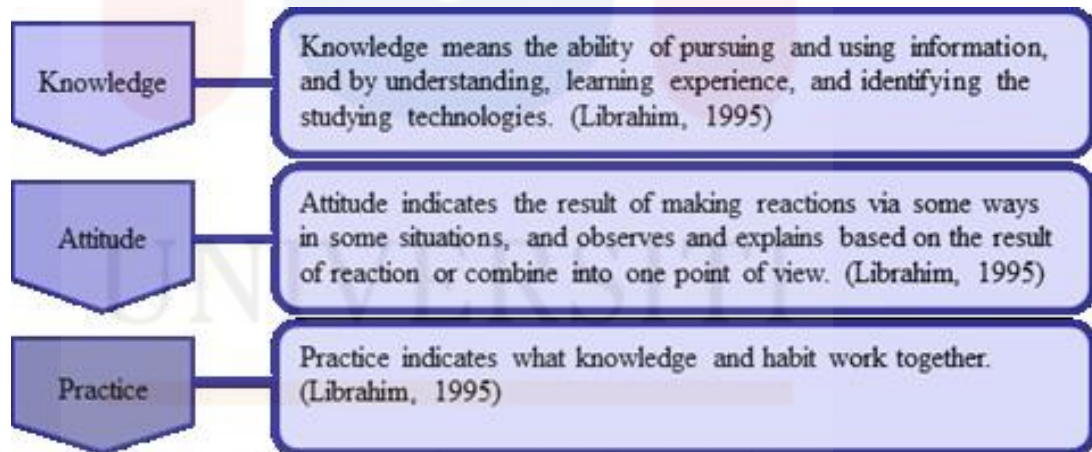 Knowledge
Knowledge means the ability of pursuing and using information,
and by understanding, learning experience, and identifying the
studying technologies. (Librahim, 1995)
Attitude
Attitude indicates the result of making reactions via some ways
in some situations, and observes and explains based on the result
of reaction or combine into one point of view. (Librahim, 1995)
Practice
Practice indicates what knowledge and habit work together.
(Librahim, 1995)
UNIVERSITI